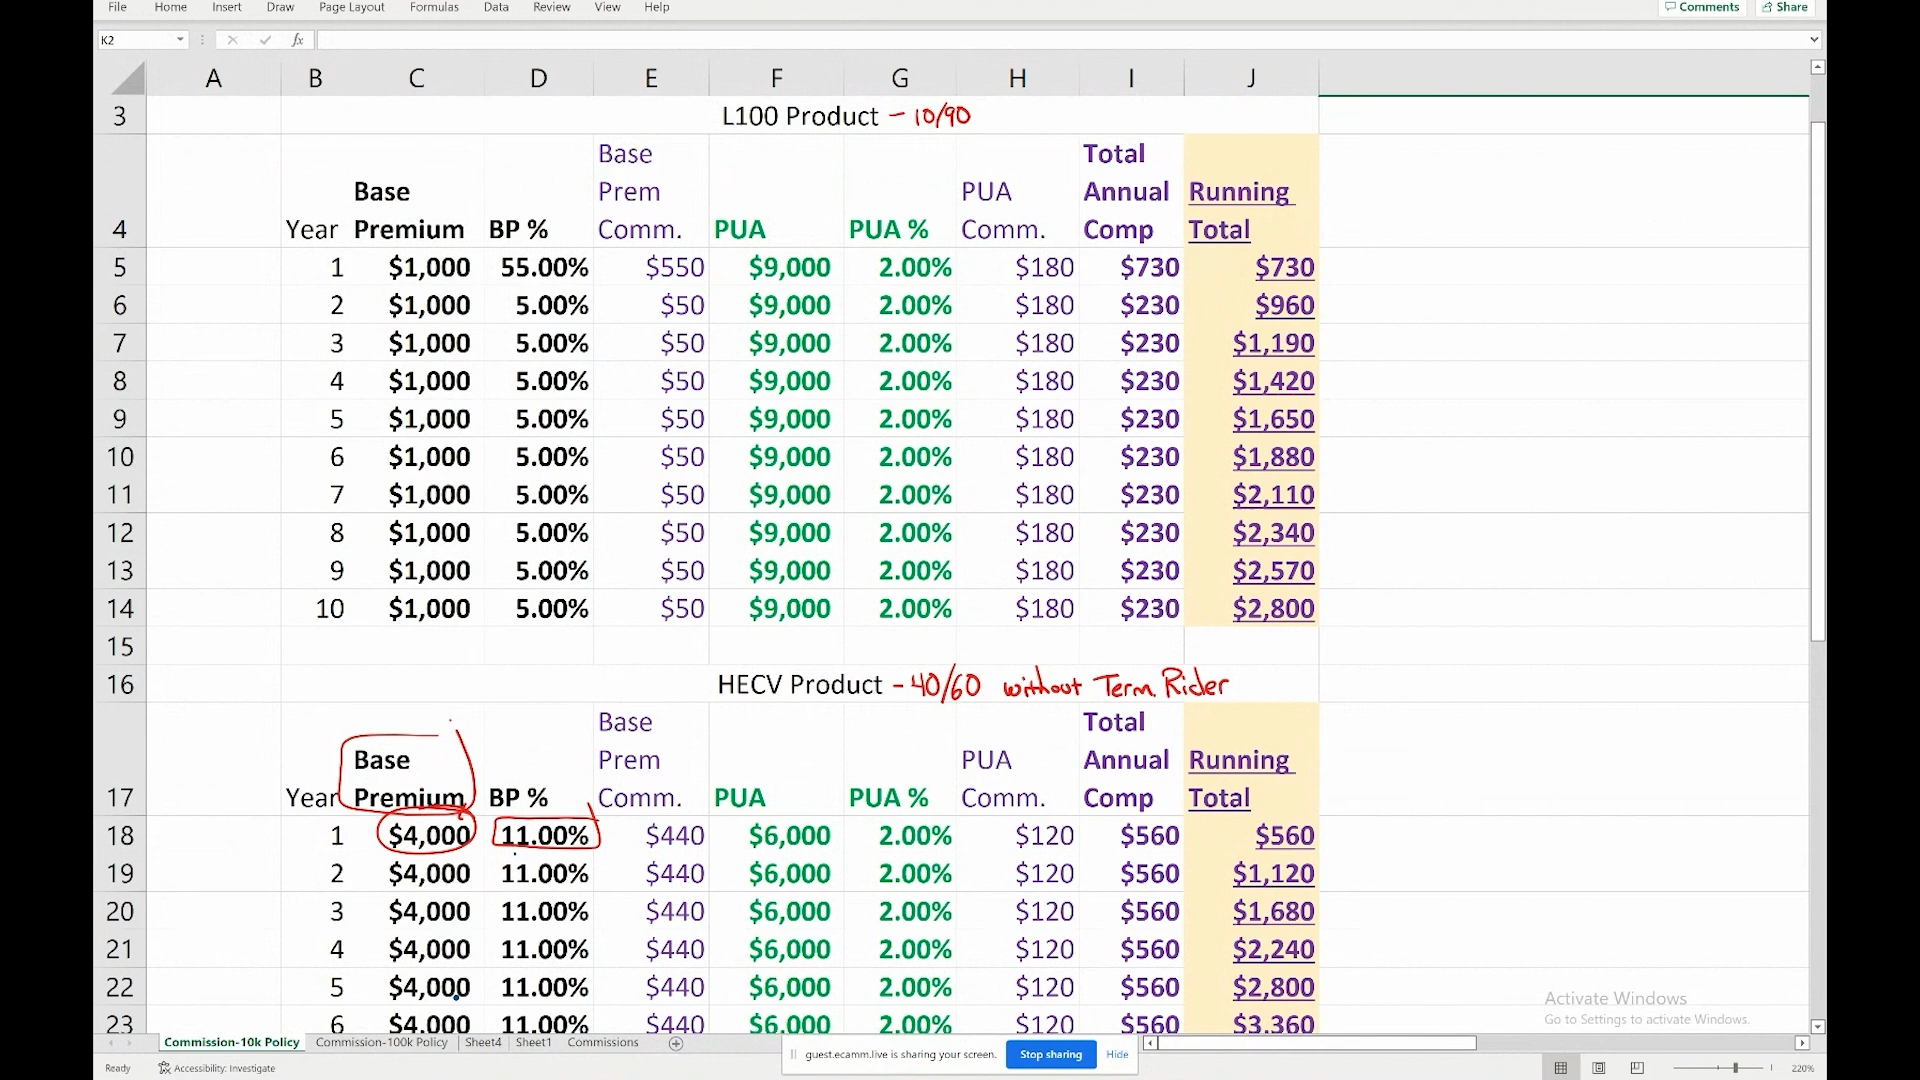 File Home Insert Draw Page Layout Formulas Data Review View Help Comments Share
K2 fx
A B C D E F G H I J
3 L100 Product - 10/90
Base Total
Base Prem PUA Annual Running
4 Year Premium BP % Comm. PUA PUA % Comm. Comp Total
5 1 $1,000 55.00% $550 $9,000 2.00% $180 $730 $730
6 2 $1,000 5.00% $50 $9,000 2.00% $180 $230 $960
7 3 $1,000 5.00% $50 $9,000 2.00% $180 $230 $1,190
8 4 $1,000 5.00% $50 $9,000 2.00% $180 $230 $1,420
9 5 $1,000 5.00% $50 $9,000 2.00% $180 $230 $1,650
10 6 $1,000 5.00% $50 $9,000 2.00% $180 $230 $1,880
11 7 $1,000 5.00% $50 $9,000 2.00% $180 $230 $2,110
12 8 $1,000 5.00% $50 $9,000 2.00% $180 $230 $2,340
13 9 $1,000 5.00% $50 $9,000 2.00% $180 $230 $2,570
14 10 $1,000 5.00% $50 $9,000 2.00% $180 $230 $2,800
15
16 HECV Product - 40/60 without Term Rider
Base Total
Base Prem PUA Annual Running
17 Year Premium BP % Comm. PUA PUA % Comm. Comp Total
18 1 $4,000 11.00% $440 $6,000 2.00% $120 $560 $560
19 2 $4,000 11.00% $440 $6,000 2.00% $120 $560 $1,120
20 3 $4,000 11.00% $440 $6,000 2.00% $120 $560 $1,680
21 4 $4,000 11.00% $440 $6,000 2.00% $120 $560 $2,240
22 5 $4,000 11.00% $440 $6,000 2.00% $120 $560 $2,800
23 6 $4,000 11.00% $440 $6,000 2.00% $120 $560 $3,360
Activate Windows
Go to Settings to activate Windows.
Commission-10k Policy Commission-100k Policy Sheet4 Sheet1 Commissions
guest.ecamm.live is sharing your screen. Stop sharing Hide
Ready Accessibility: Investigate 220%